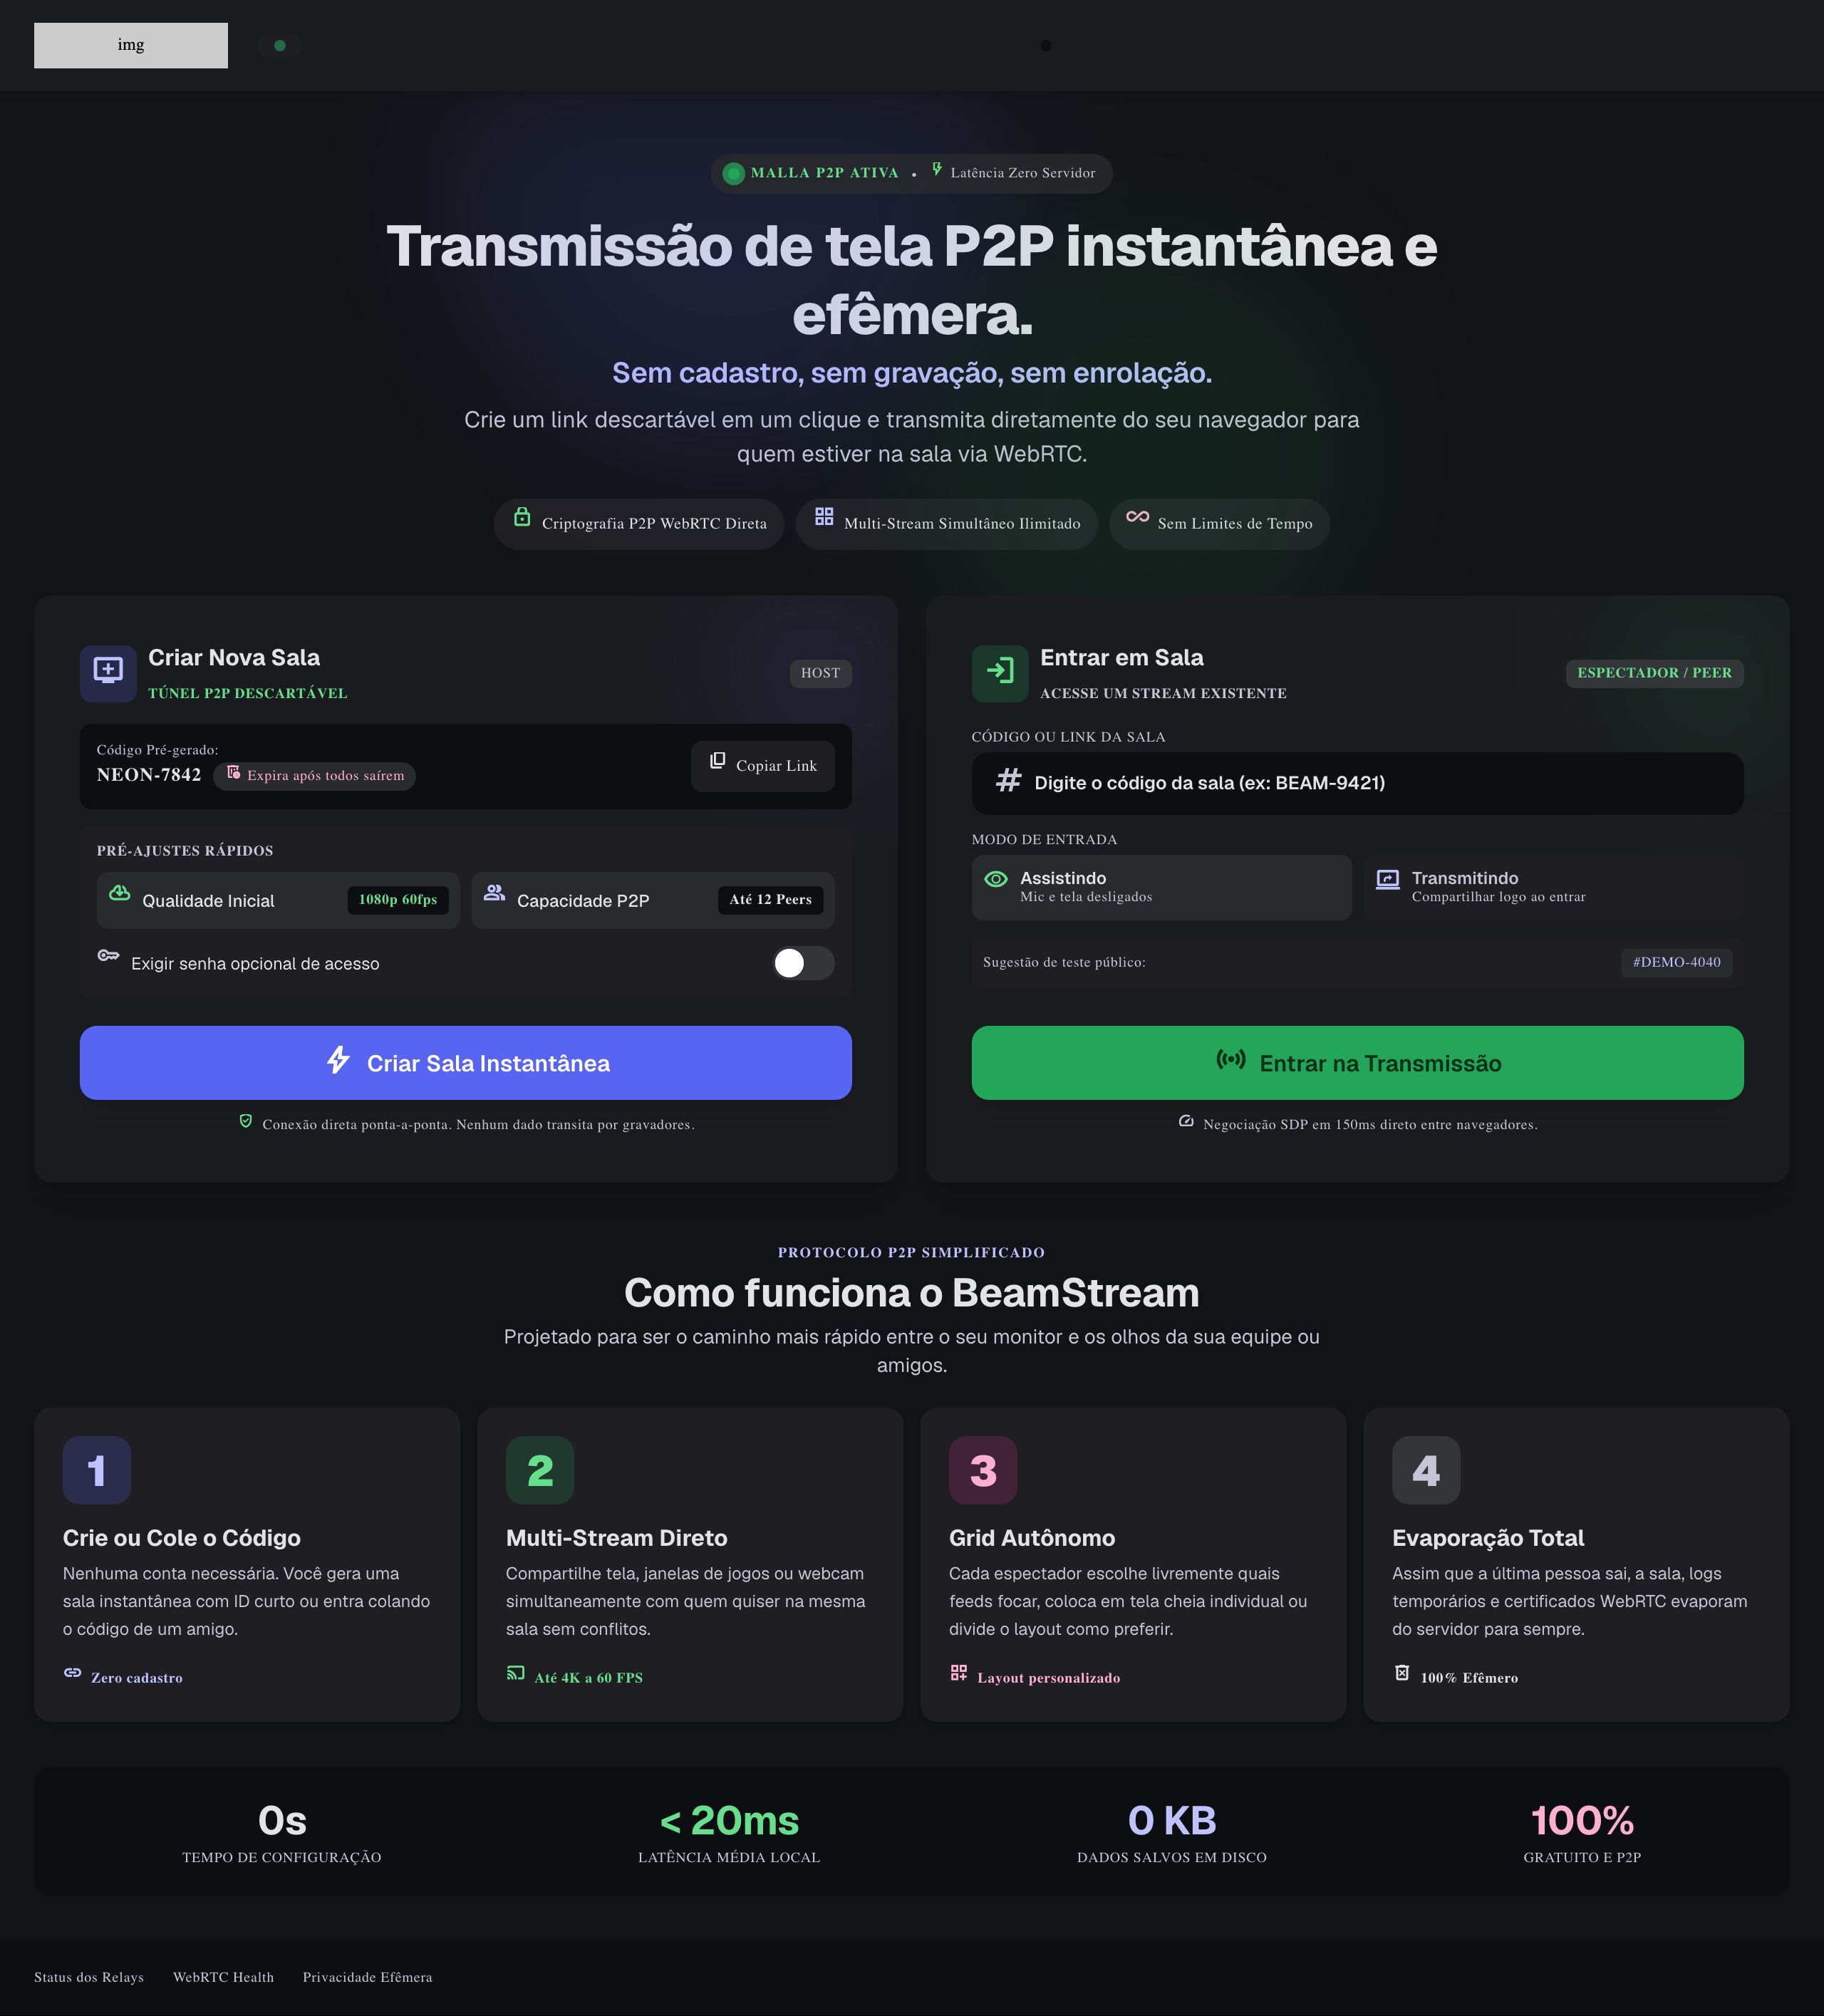 img
MALLA P2P ATIVA • Latência Zero Servidor
Transmissão de tela P2P instantânea e
efêmera.
Sem cadastro, sem gravação, sem enrolação.
Crie um link descartável em um clique e transmita diretamente do seu navegador para
quem estiver na sala via WebRTC.
Criptografia P2P WebRTC Direta
Multi-Stream Simultâneo Ilimitado
Sem Limites de Tempo
Criar Nova Sala
TÚNEL P2P DESCARTÁVEL
HOST
Código Pré-gerado:
NEON-7842
Expira após todos saírem
Copiar Link
PRÉ-AJUSTES RÁPIDOS
Qualidade Inicial
1080p 60fps
Capacidade P2P
Até 12 Peers
Exigir senha opcional de acesso
Criar Sala Instantânea
Conexão direta ponta-a-ponta. Nenhum dado transita por gravadores.
Entrar em Sala
ACESSE UM STREAM EXISTENTE
ESPECTADOR / PEER
CÓDIGO OU LINK DA SALA
# Digite o código da sala (ex: BEAM-9421)
MODO DE ENTRADA
Assistindo
Mic e tela desligados
Transmitindo
Compartilhar logo ao entrar
Sugestão de teste público:
#DEMO-4040
Entrar na Transmissão
Negociação SDP em 150ms direto entre navegadores.
PROTOCOLO P2P SIMPLIFICADO
Como funciona o BeamStream
Projetado para ser o caminho mais rápido entre o seu monitor e os olhos da sua equipe ou
amigos.
1
Crie ou Cole o Código
Nenhuma conta necessária. Você gera uma
sala instantânea com ID curto ou entra colando
o código de um amigo.
Zero cadastro
2
Multi-Stream Direto
Compartilhe tela, janelas de jogos ou webcam
simultaneamente com quem quiser na mesma
sala sem conflitos.
Até 4K a 60 FPS
3
Grid Autônomo
Cada espectador escolhe livremente quais
feeds focar, coloca em tela cheia individual ou
divide o layout como preferir.
Layout personalizado
4
Evaporação Total
Assim que a última pessoa sai, a sala, logs
temporários e certificados WebRTC evaporam
do servidor para sempre.
100% Efêmero
0s
TEMPO DE CONFIGURAÇÃO
< 20ms
LATÊNCIA MÉDIA LOCAL
0 KB
DADOS SALVOS EM DISCO
100%
GRATUITO E P2P
Status dos Relays
WebRTC Health
Privacidade Efêmera